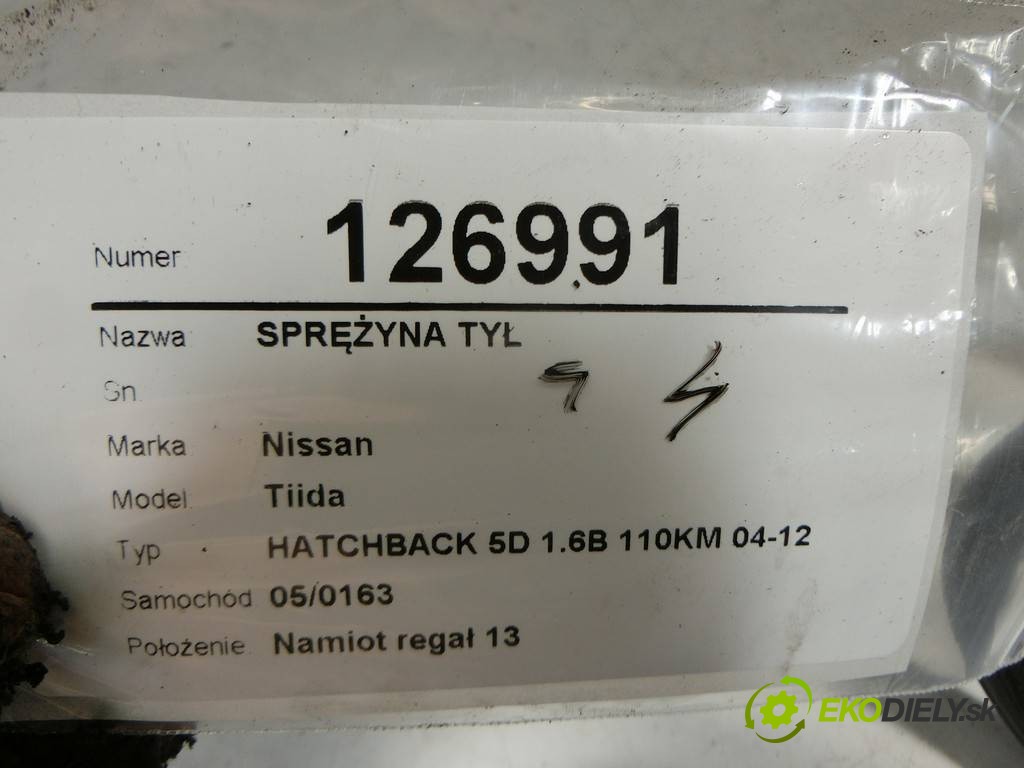 Numer 126991
Nazwa SPRĘŻYNA TYŁ
Sn.
Marka Nissan
Model Tiida
Typ HATCHBACK 5D 1.6B 110KM 04-12
Samochód 05/0163
Położenie Namiot regał 13
EKODIELY.sk